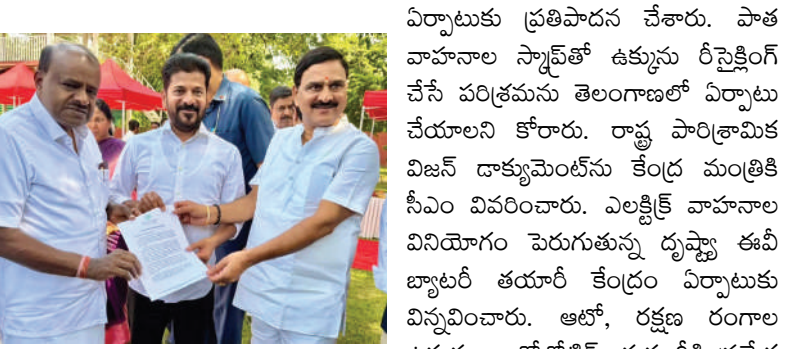 ఏర్పాటుకు ప్రతిపాదన చేశారు. పాత
వాహనాల స్క్రాప్‌తో ఉక్కును రీసైక్లింగ్
చేసే పరిశ్రమను తెలంగాణలో ఏర్పాటు
చేయాలని కోరారు. రాష్ట్ర పారిశ్రామిక
విజన్ డాక్యుమెంట్‌ను కేంద్ర మంత్రికి
సీఎం వివరించారు. ఎలక్ట్రిక్ వాహనాల
వినియోగం పెరుగుతున్న దృష్ట్యా ఈవీ
బ్యాటరీ తయారీ కేంద్రం ఏర్పాటుకు
విన్నవించారు. ఆటో, రక్షణ రంగాల